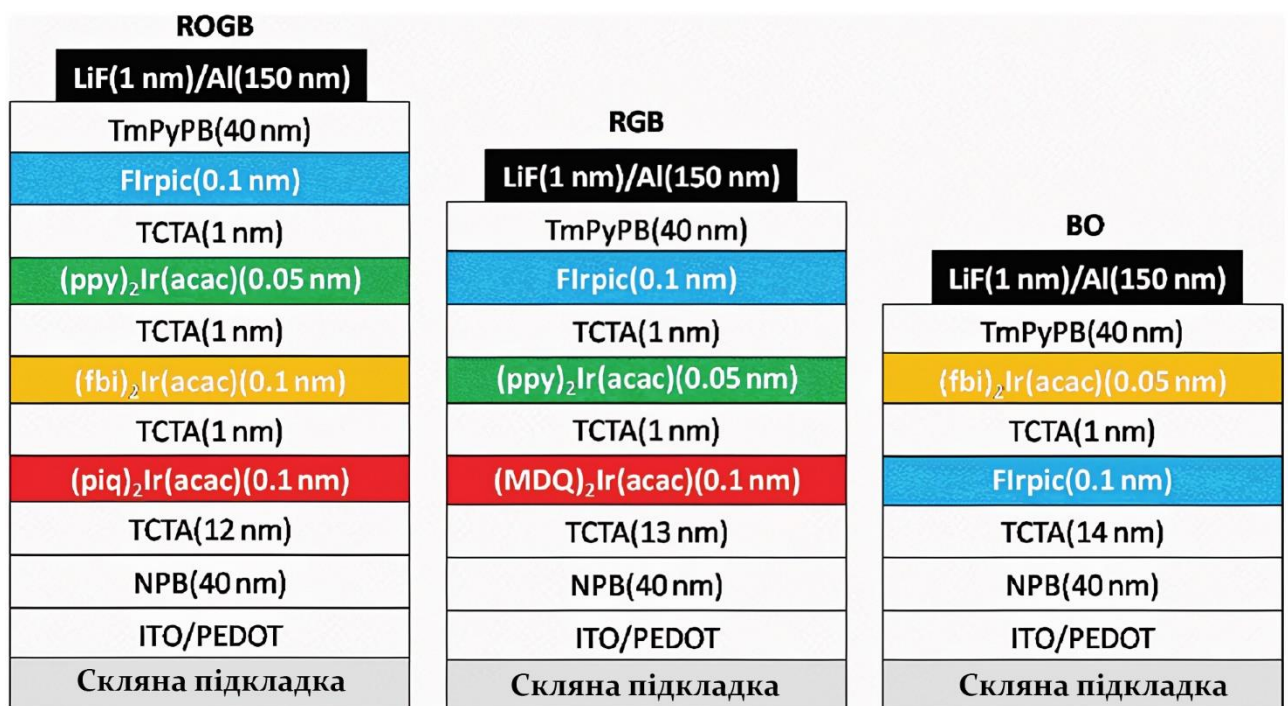 ROGB
LiF(1 nm)/Al(150 nm)
TmPyPB(40 nm)
FIrpic(0.1 nm)
TCTA(1 nm)
(ppy)₂Ir(acac)(0.05 nm)
TCTA(1 nm)
(fbi)₂Ir(acac)(0.1 nm)
TCTA(1 nm)
(piq)₂Ir(acac)(0.1 nm)
TCTA(12 nm)
NPB(40 nm)
ITO/PEDOT
Скляна підкладка
RGB
LiF(1 nm)/Al(150 nm)
TmPyPB(40 nm)
FIrpic(0.1 nm)
TCTA(1 nm)
(ppy)₂Ir(acac)(0.05 nm)
TCTA(1 nm)
(MDQ)₂Ir(acac)(0.1 nm)
TCTA(13 nm)
NPB(40 nm)
ITO/PEDOT
Скляна підкладка
BO
LiF(1 nm)/Al(150 nm)
TmPyPB(40 nm)
(fbi)₂Ir(acac)(0.05 nm)
TCTA(1 nm)
FIrpic(0.1 nm)
TCTA(14 nm)
NPB(40 nm)
ITO/PEDOT
Скляна підкладка